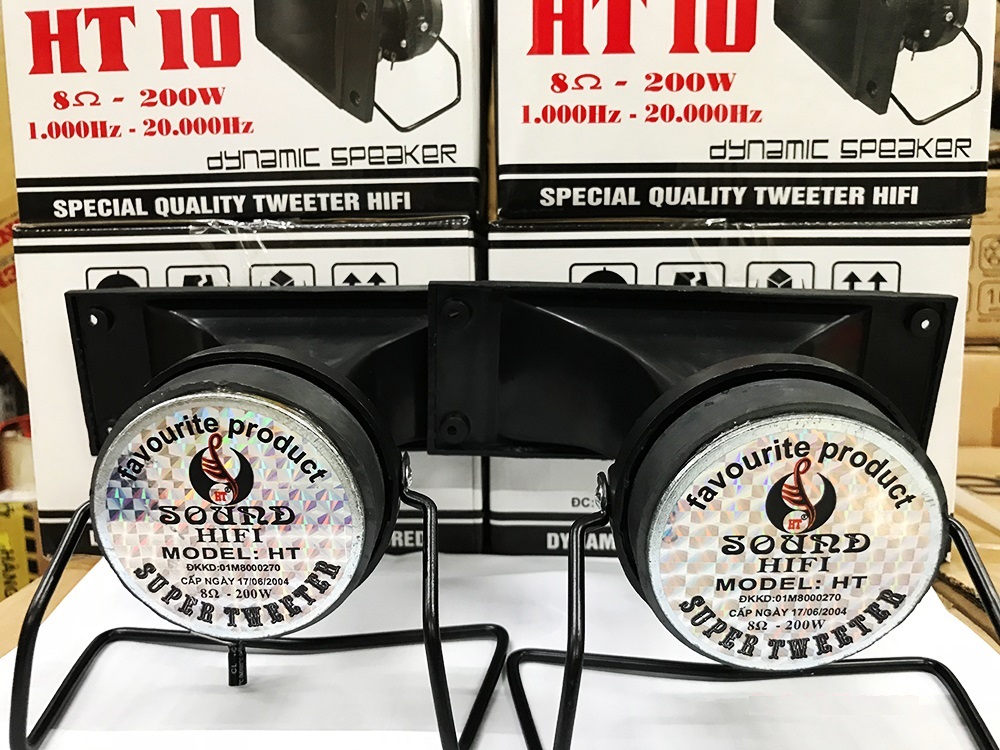 HT 10
8Ω - 200W
1.000Hz - 20.000Hz
dynamic speaker
SPECIAL QUALITY TWEETER HIFI
HT 10
8Ω - 200W
1.000Hz - 20.000Hz
dynamic speaker
SPECIAL QUALITY TWEETER HIFI
favourite product
HT
®
SOUND
HIFI
MODEL: HT
ĐKKD:01M8000270
CẤP NGÀY 17/06/2004
8Ω - 200W
SUPER TWEETER
favourite product
HT
®
SOUND
HIFI
MODEL: HT
ĐKKD:01M8000270
CẤP NGÀY 17/06/2004
8Ω - 200W
SUPER TWEETER
ĐC: